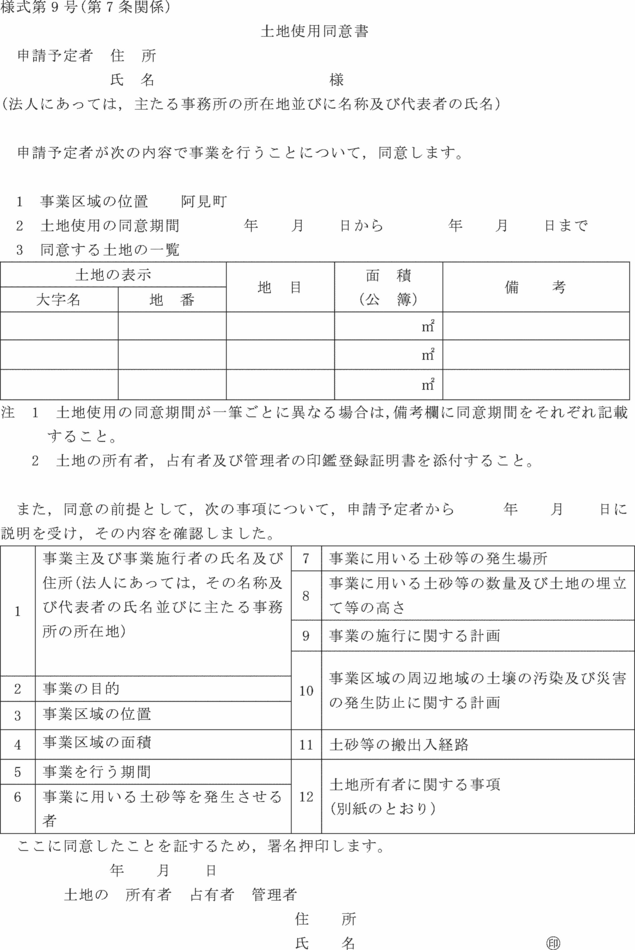 様式第9号(第7条関係)
土地使用同意書
申請予定者 住 所
氏 名 様
(法人にあっては，主たる事務所の所在地並びに名称及び代表者の氏名)
申請予定者が次の内容で事業を行うことについて，同意します。
1 事業区域の位置 阿見町
2 土地使用の同意期間 年 月 日から 年 月 日まで
3 同意する土地の一覧
土地の表示
大字名 地 番
地 目
面 積
(公 簿)
備 考
㎡
㎡
㎡
注 1 土地使用の同意期間が一筆ごとに異なる場合は,備考欄に同意期間をそれぞれ記載
すること。
2 土地の所有者，占有者及び管理者の印鑑登録証明書を添付すること。
また，同意の前提として，次の事項について，申請予定者から 年 月 日に
説明を受け，その内容を確認しました。
1 事業主及び事業施行者の氏名及び
住所(法人にあっては，その名称及
び代表者の氏名並びに主たる事務
所の所在地)
2 事業の目的
3 事業区域の位置
4 事業区域の面積
5 事業を行う期間
6 事業に用いる土砂等を発生させる
者
7 事業に用いる土砂等の発生場所
8 事業に用いる土砂等の数量及び土地の埋立
て等の高さ
9 事業の施行に関する計画
10 事業区域の周辺地域の土壌の汚染及び災害
の発生防止に関する計画
11 土砂等の搬出入経路
12 土地所有者に関する事項
(別紙のとおり)
ここに同意したことを証するため，署名押印します。
年 月 日
土地の 所有者 占有者 管理者
住 所
氏 名 ㊞